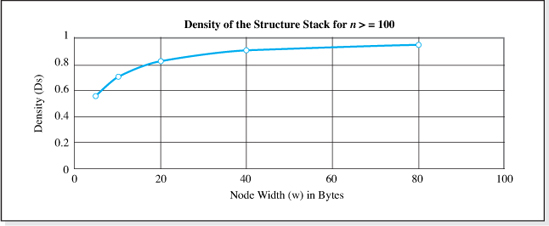 Density of the Structure Stack for n > = 100
1
0.8
0.6
0.4
0.2
0
Density (Ds)
0 20 40 60 80 100
Node Width (w) in Bytes